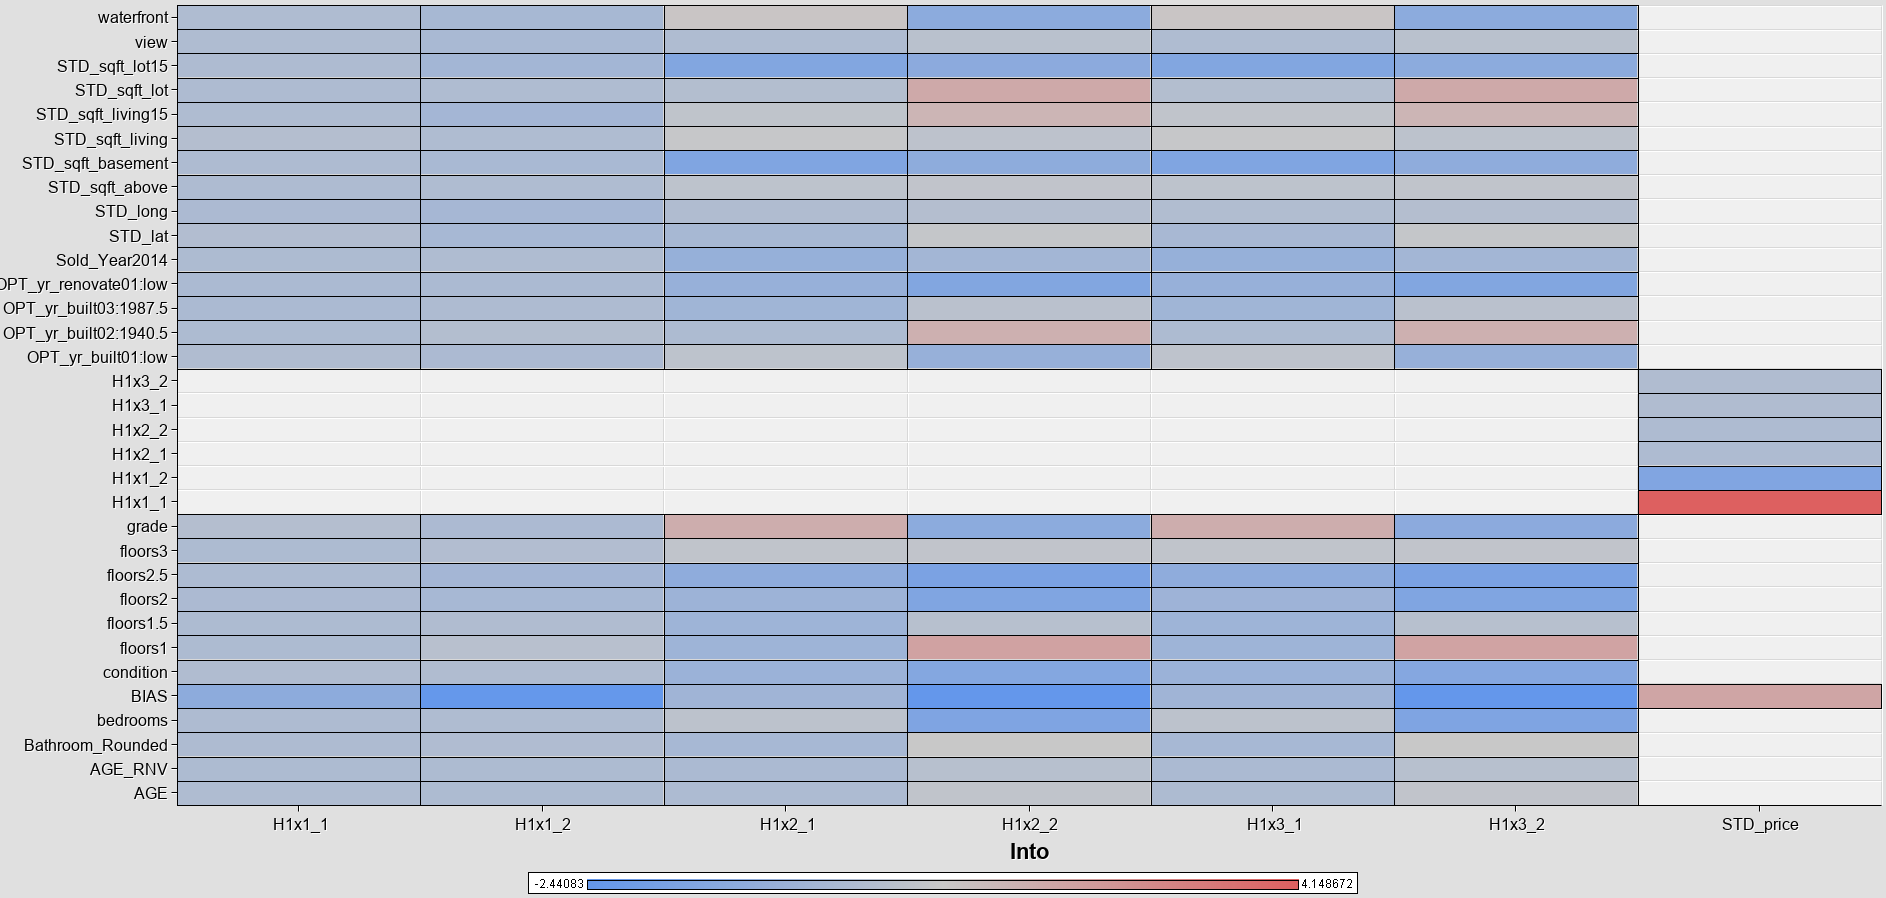 waterfront
view
STD_sqft_lot15
STD_sqft_lot
STD_sqft_living15
STD_sqft_living
STD_sqft_basement
STD_sqft_above
STD_long
STD_lat
Sold_Year2014
OPT_yr_renovate01:low
OPT_yr_built03:1987.5
OPT_yr_built02:1940.5
OPT_yr_built01:low
H1x3_2
H1x3_1
H1x2_2
H1x2_1
H1x1_2
H1x1_1
grade
floors3
floors2.5
floors2
floors1.5
floors1
condition
BIAS
bedrooms
Bathroom_Rounded
AGE_RNV
AGE
H1x1_1 H1x1_2 H1x2_1 H1x2_2 H1x3_1 H1x3_2 STD_price
Into
-2.44083 4.148672